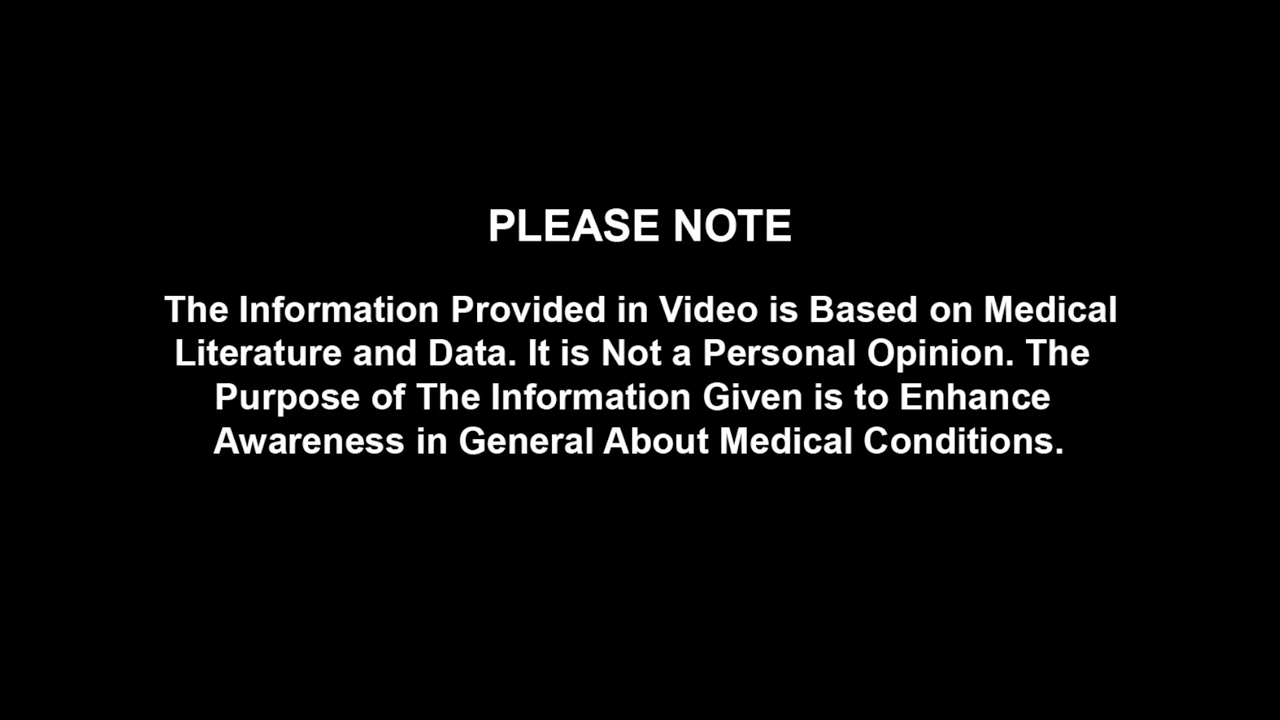 PLEASE NOTE
The Information Provided in Video is Based on Medical
Literature and Data. It is Not a Personal Opinion. The
Purpose of The Information Given is to Enhance
Awareness in General About Medical Conditions.